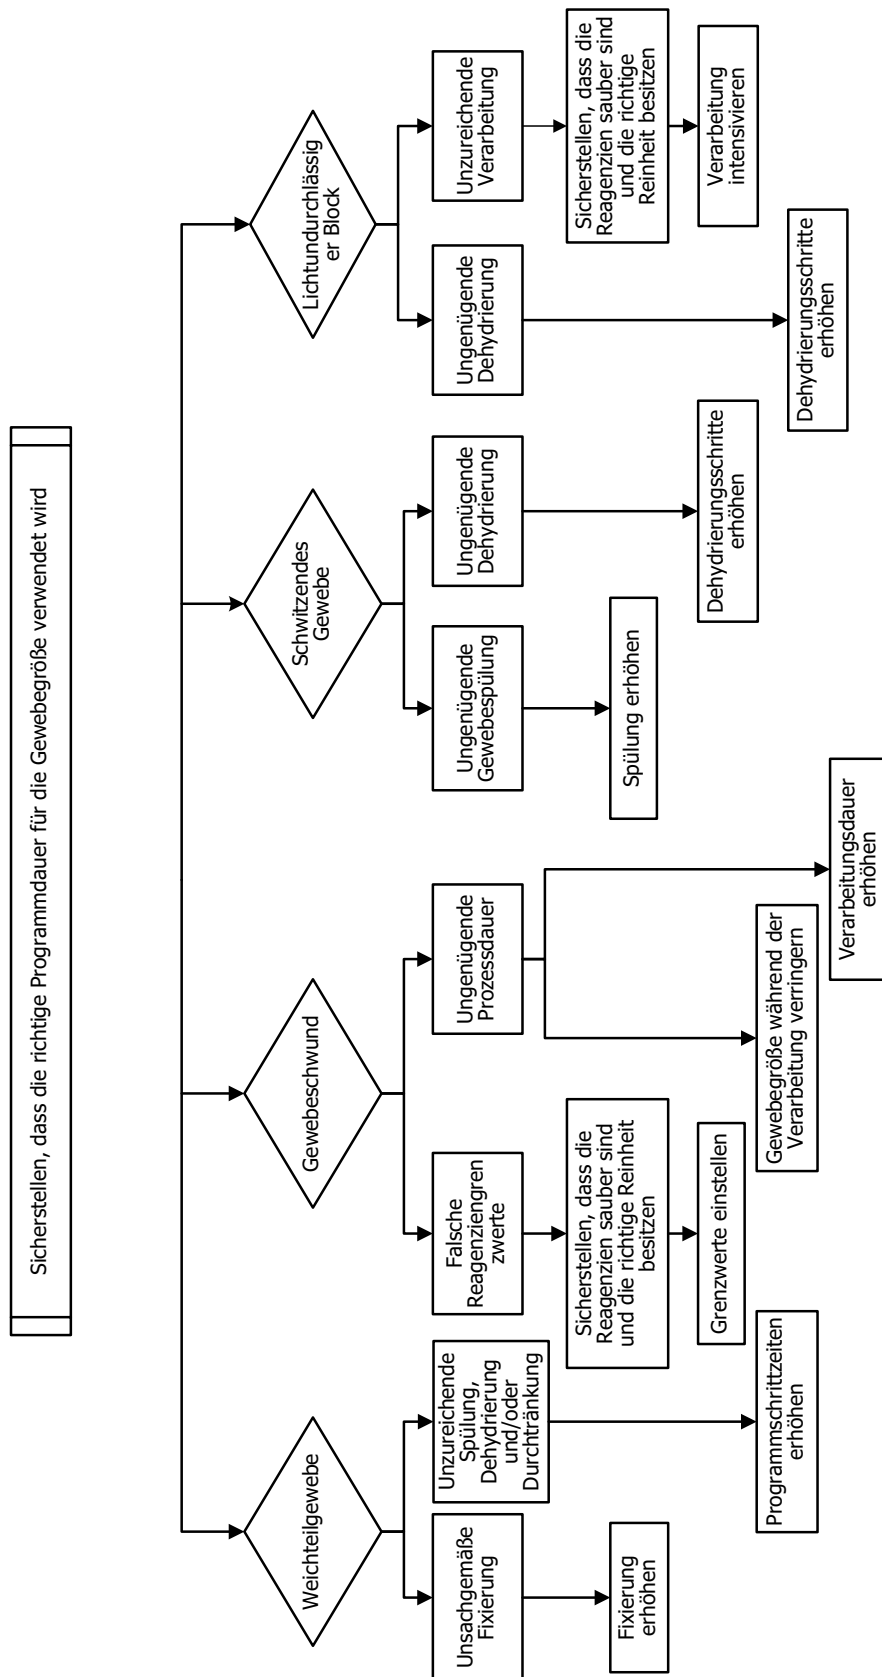 Sicherstellen, dass die richtige Programmdauer für die Gewebegröße verwendet wird
Weichteilgewebe
Gewebeschwund
Schwitzendes
Gewebe
Lichtundurchlässig
er Block
Unsachgemäße
Fixierung
Unzureichende
Spülung,
Dehydrierung
und/oder
Durchtränkung
Falsche
Reagenziengren
zwerte
Ungenügende
Prozessdauer
Ungenügende
Gewebespülung
Ungenügende
Dehydrierung
Ungenügende
Dehydrierung
Unzureichende
Verarbeitung
Sicherstellen, dass die
Reagenzien sauber sind
und die richtige Reinheit
besitzen
Sicherstellen, dass die
Reagenzien sauber sind
und die richtige
Reinheit besitzen
Fixierung
erhöhen
Spülung erhöhen
Grenzwerte einstellen
Dehydrierungsschritte
erhöhen
Verarbeitung
intensivieren
Programmschrittzeiten
erhöhen
Gewebegröße während der
Verarbeitung verringern
Dehydrierungsschritte
erhöhen
Verarbeitungsdauer
erhöhen